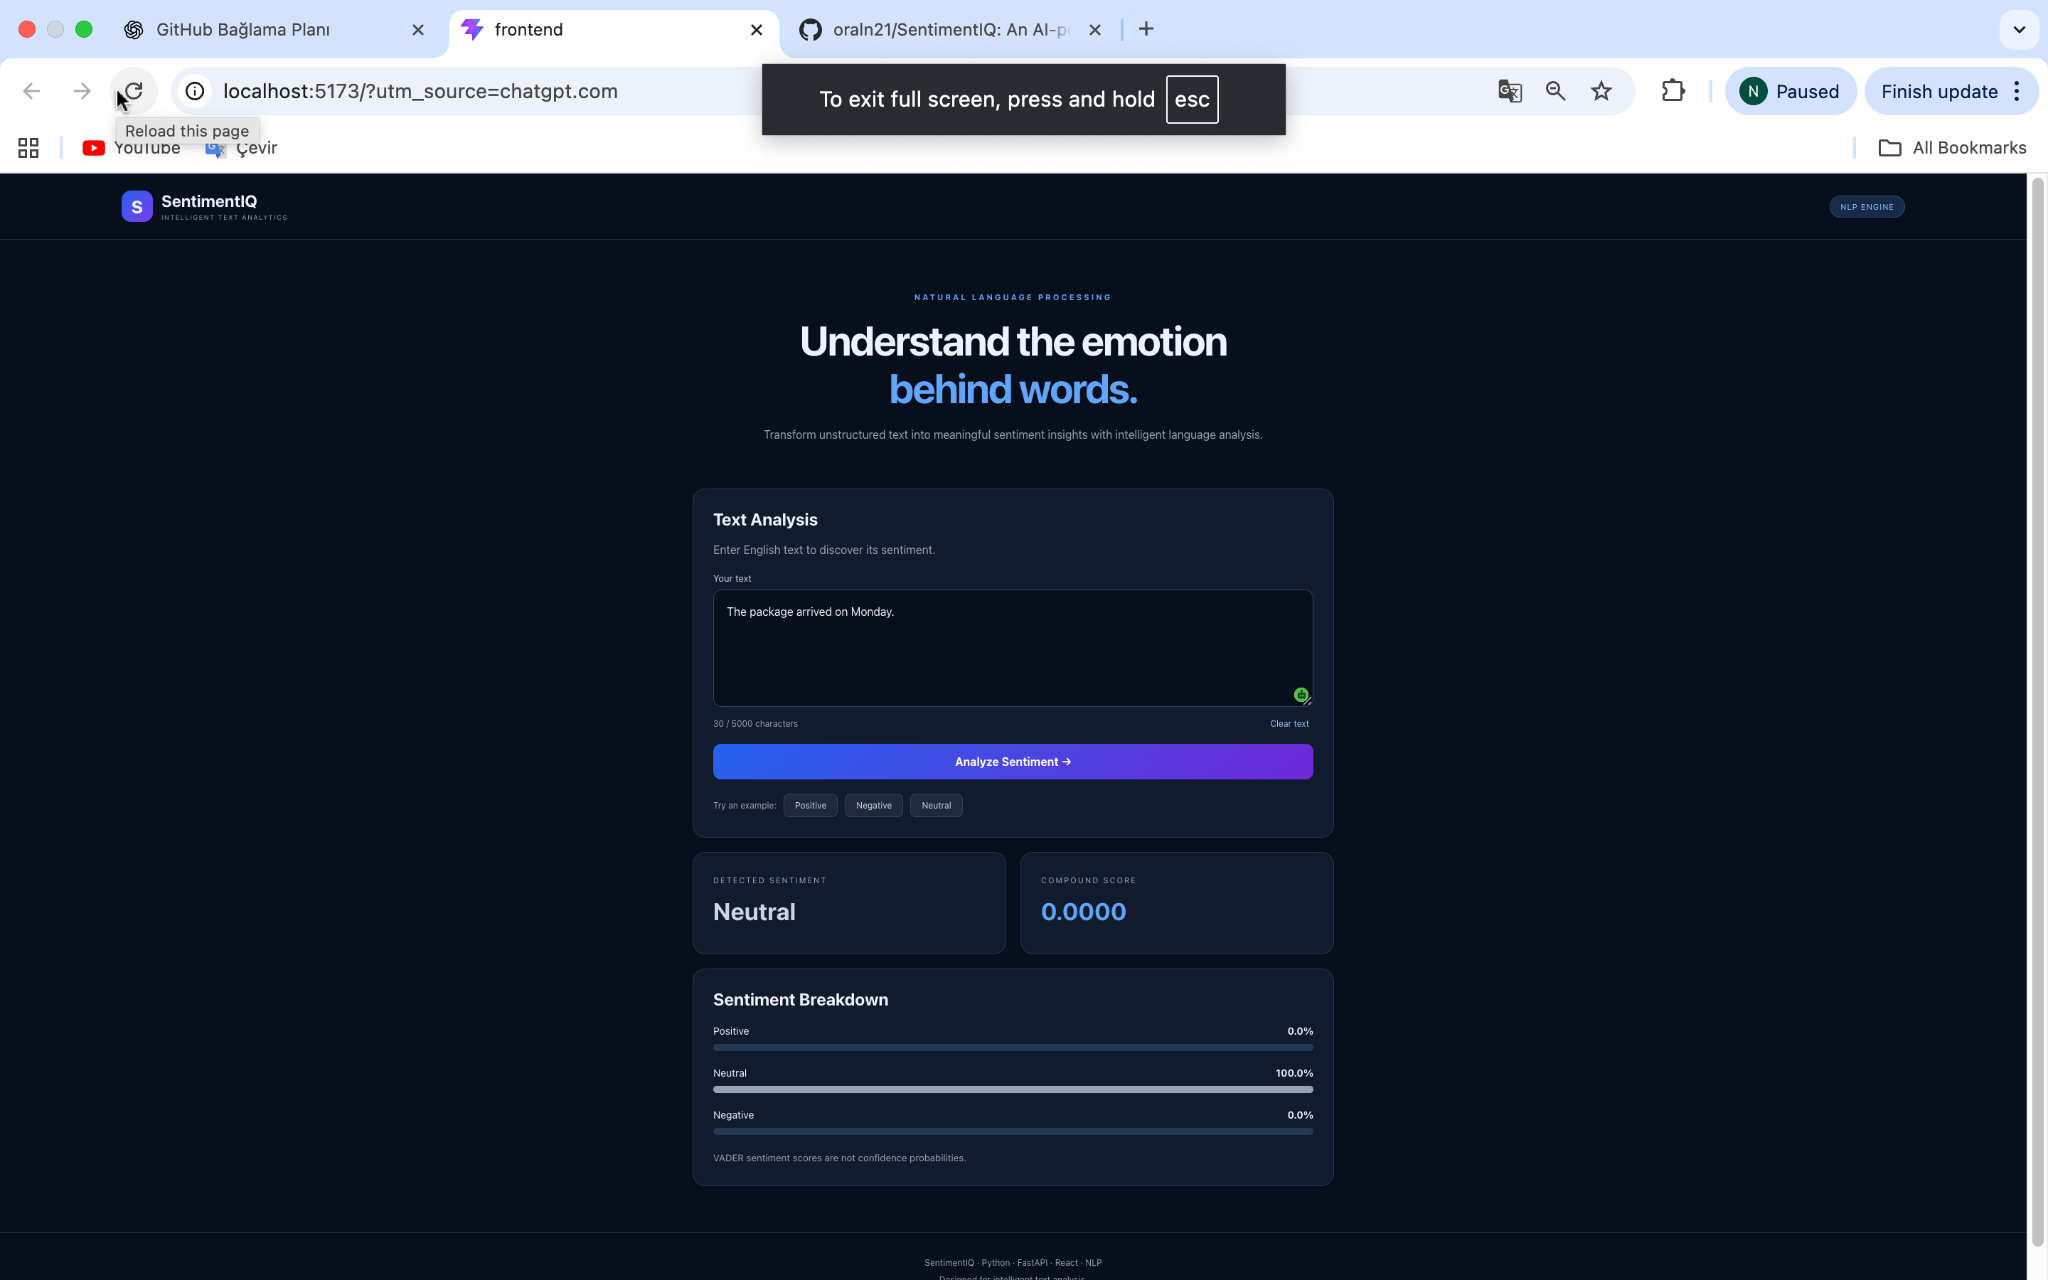 GitHub Bağlama Planı
frontend
oraln21/SentimentIQ: An AI-po
localhost:5173/?utm_source=chatgpt.com
To exit full screen, press and hold esc
N Paused
Finish update
Reload this page
YouTube
Çevir
All Bookmarks
S SentimentIQ
INTELLIGENT TEXT ANALYTICS
NLP ENGINE
NATURAL LANGUAGE PROCESSING
Understand the emotion
behind words.
Transform unstructured text into meaningful sentiment insights with intelligent language analysis.
Text Analysis
Enter English text to discover its sentiment.
Your text
The package arrived on Monday.
30 / 5000 characters
Clear text
Analyze Sentiment →
Try an example: Positive Negative Neutral
DETECTED SENTIMENT
Neutral
COMPOUND SCORE
0.0000
Sentiment Breakdown
Positive 0.0%
Neutral 100.0%
Negative 0.0%
VADER sentiment scores are not confidence probabilities.
SentimentIQ · Python · FastAPI · React · NLP
Designed for intelligent text analysis